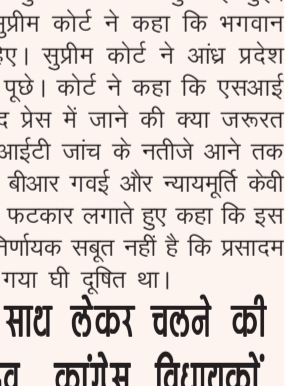 सुप्रीम कोर्ट ने कहा कि भगवान
सुप्रीम कोर्ट ने आंध्र प्रदेश
पूछे। कोर्ट ने कहा कि एसआई
प्रेस में जाने की क्या जरूरत
आईटी जांच के नतीजे आने तक
बीआर गवई और न्यायमूर्ति केवी
फटकार लगाते हुए कहा कि इस
निर्णायक सबूत नहीं है कि प्रसादम
गया घी दूषित था।
साथ लेकर चलने की
कांग्रेस विधायकों